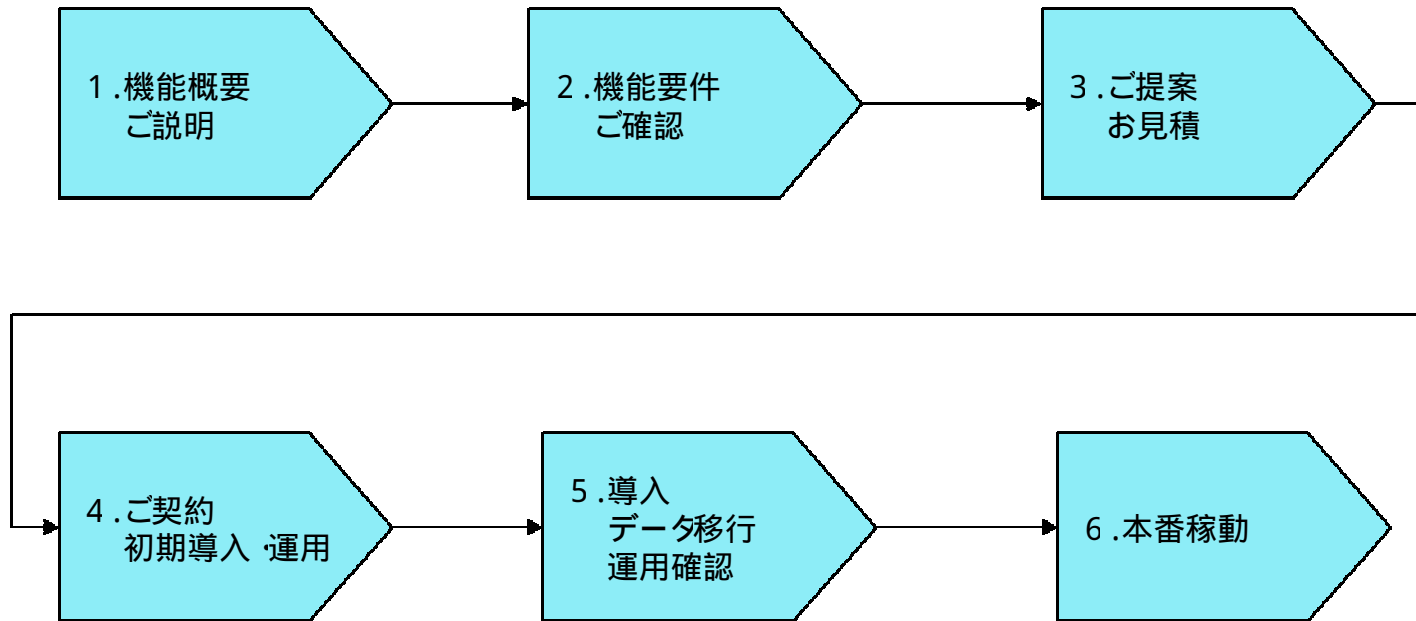 1.機能概要
ご説明
2.機能要件
ご確認
3.ご提案
お見積
4.ご契約
初期導入・運用
5.導入
データ移行
運用確認
6.本番稼動